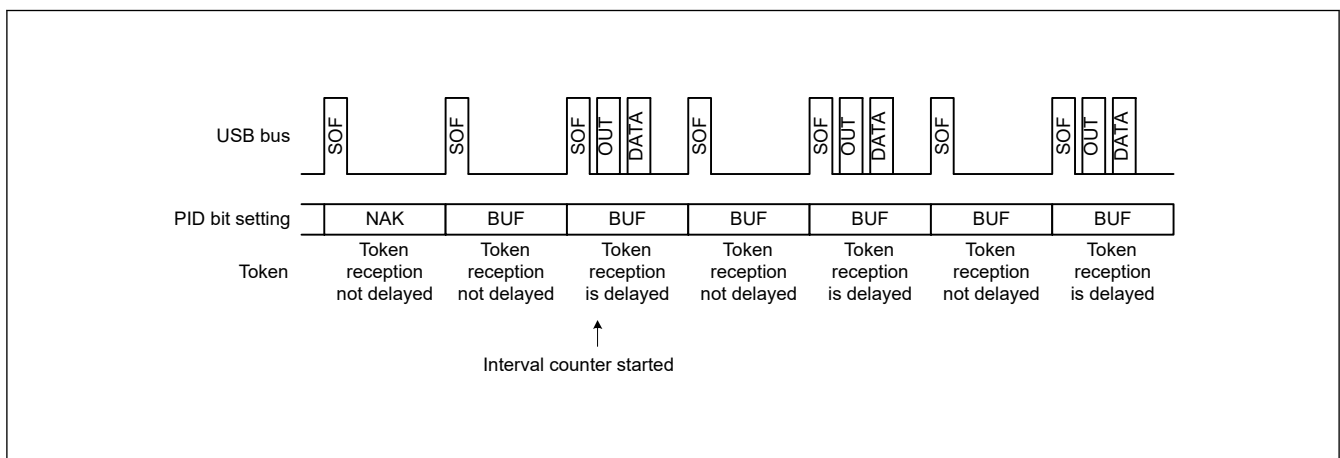 USB bus
SOF
SOF
SOF
OUT
DATA
SOF
SOF
OUT
DATA
SOF
SOF
OUT
DATA
PID bit setting
NAK
BUF
BUF
BUF
BUF
BUF
BUF
Token
Token
reception
not delayed
Token
reception
not delayed
Token
reception
is delayed
Token
reception
not delayed
Token
reception
is delayed
Token
reception
not delayed
Token
reception
is delayed
Interval counter started